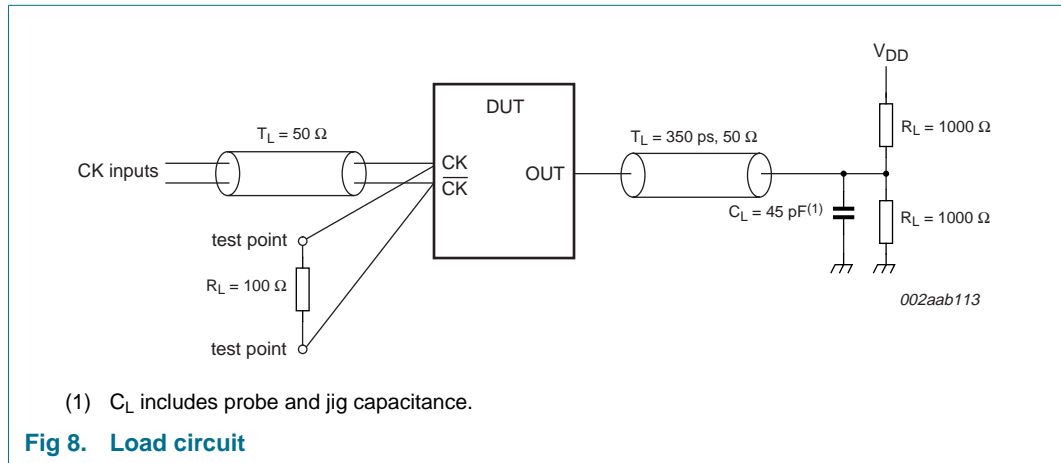 V_DD
DUT
T_L = 50 Ω
T_L = 350 ps, 50 Ω
R_L = 1000 Ω
CK inputs
CK
C̅K̅
OUT
C_L = 45 pF(1)
R_L = 1000 Ω
test point
R_L = 100 Ω
002aab113
test point
(1) C_L includes probe and jig capacitance.
Fig 8. Load circuit